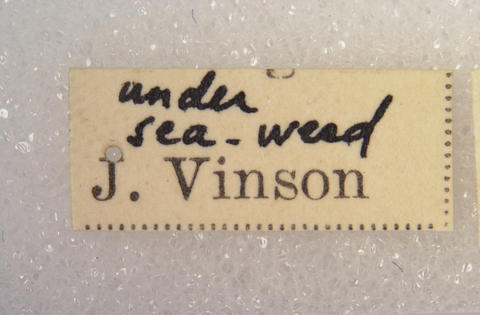 under
sea-weed
J. Vinson